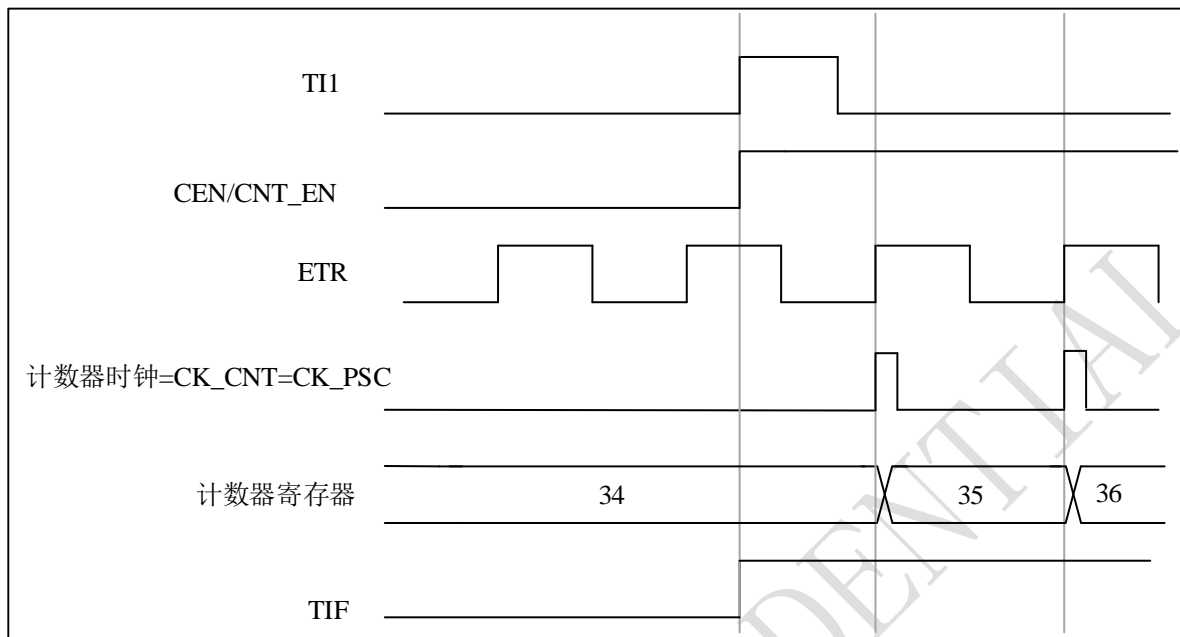 TI1
CEN/CNT_EN
ETR
计数器时钟=CK_CNT=CK_PSC
计数器寄存器 34 35 36
TIF
DENTIAL